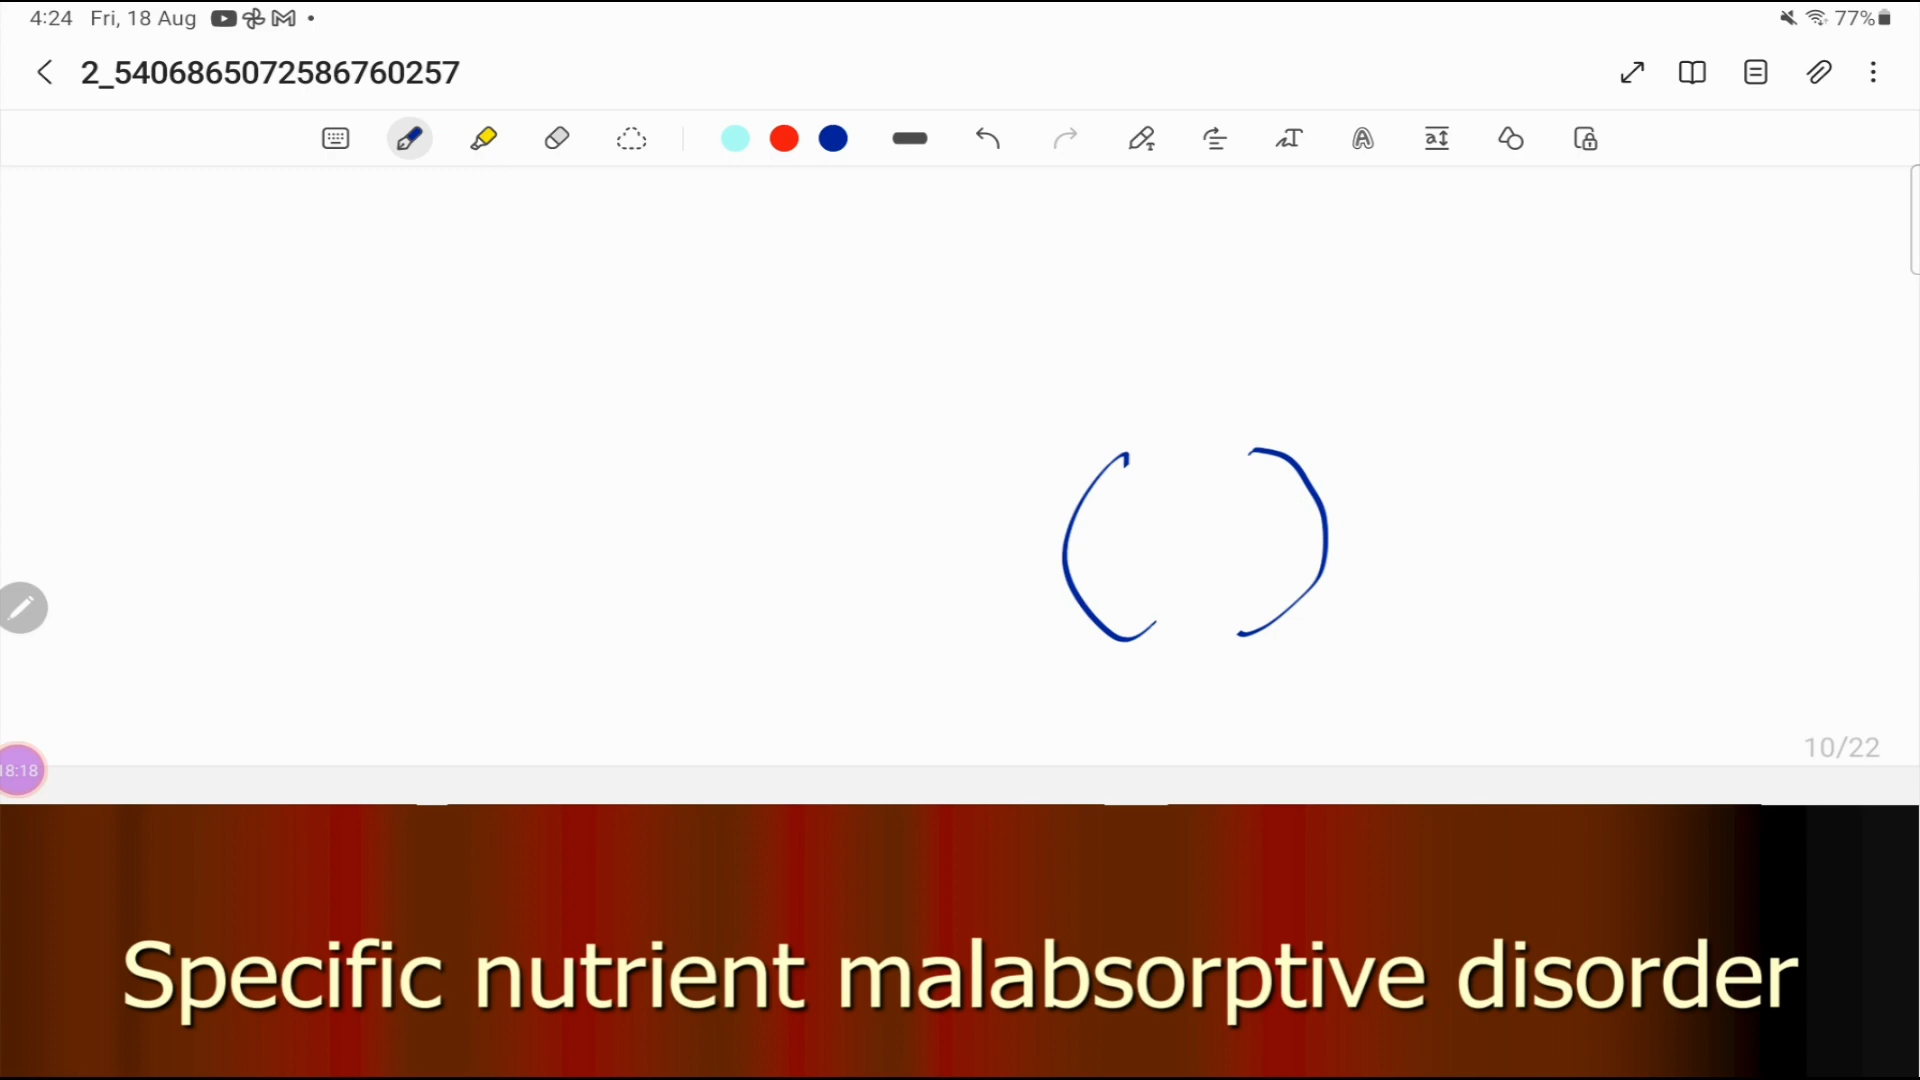 4:24 Fri, 18 Aug
77%
2_5406865072586760257
10/22
18:18
Specific nutrient malabsorptive disorder